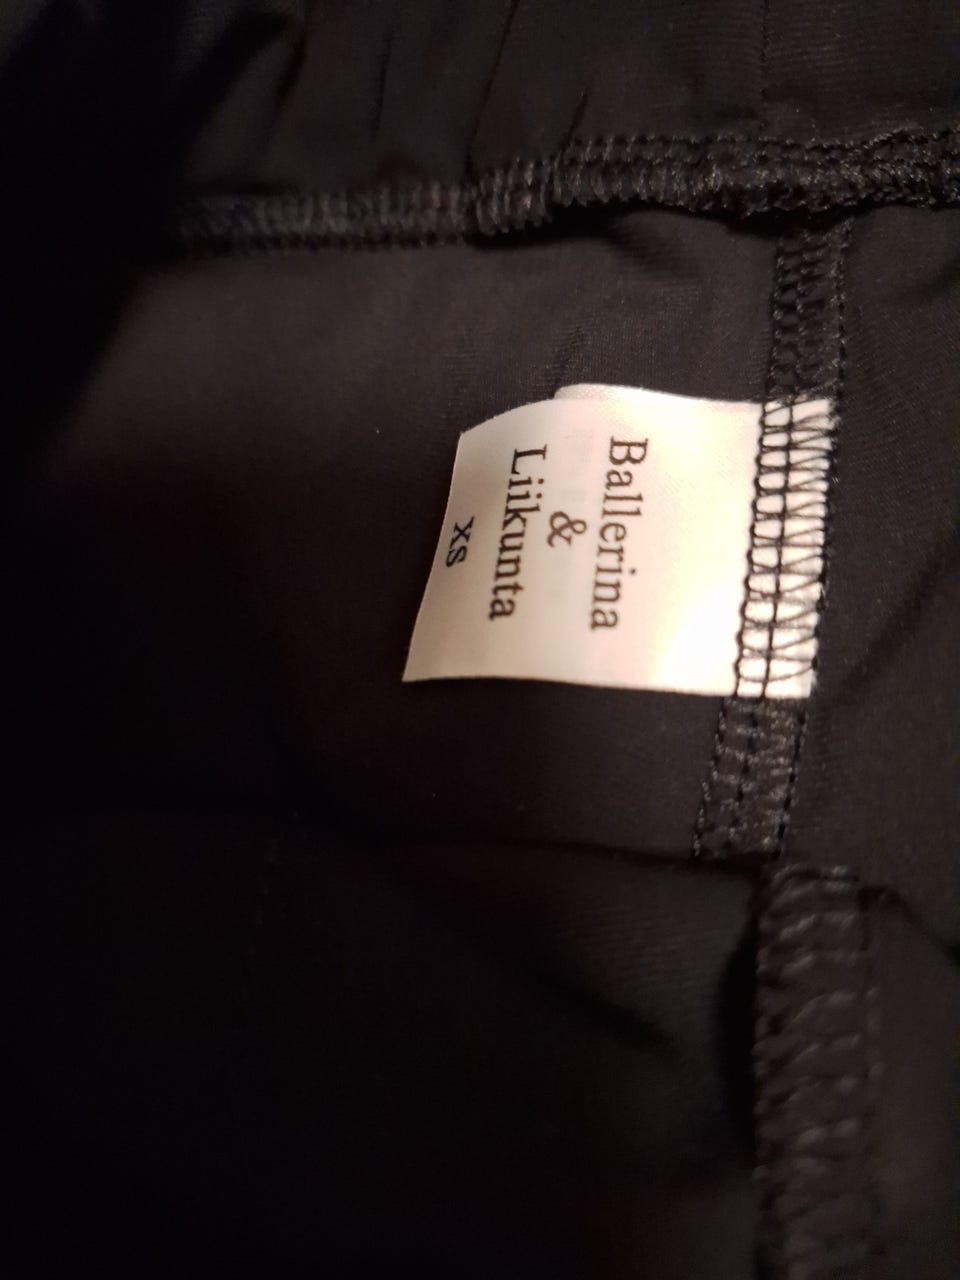 Ballerina
&
Liikunta
xs